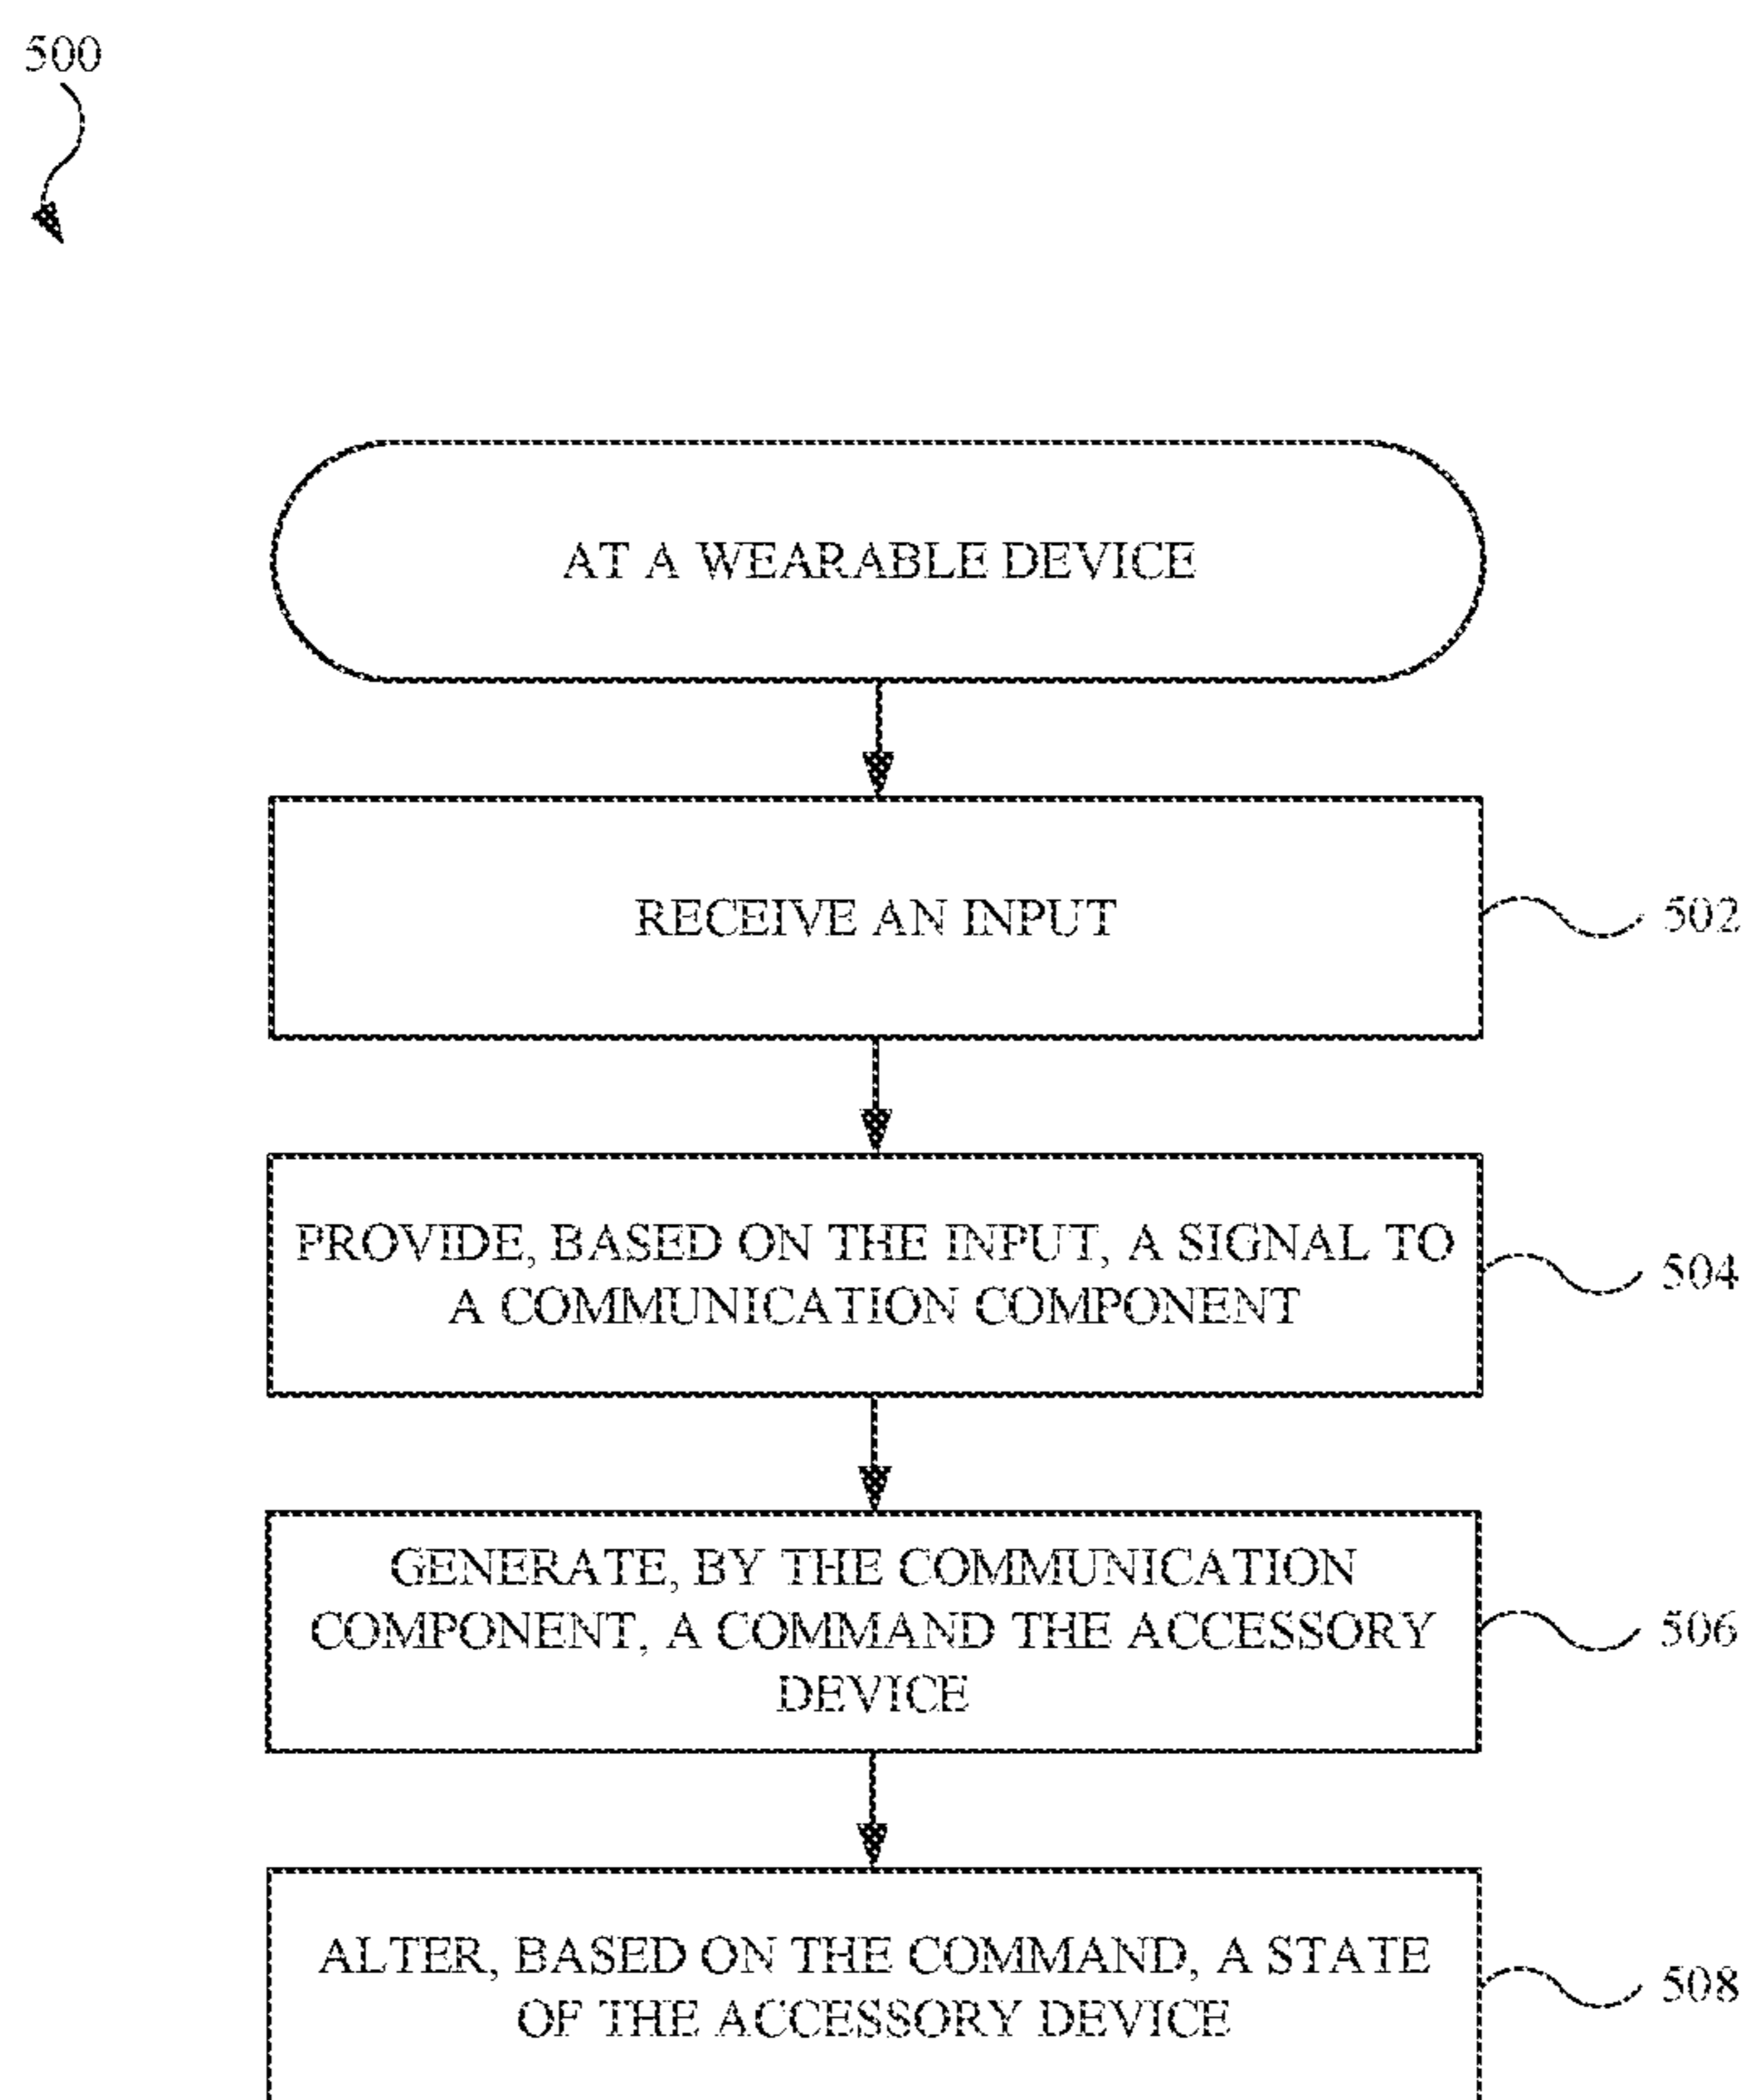 500
AT A WEARABLE DEVICE
RECEIVE AN INPUT
502
PROVIDE, BASED ON THE INPUT, A SIGNAL TO
A COMMUNICATION COMPONENT
504
GENERATE, BY THE COMMUNICATION
COMPONENT, A COMMAND THE ACCESSORY
DEVICE
506
ALTER, BASED ON THE COMMAND, A STATE
OF THE ACCESSORY DEVICE
508